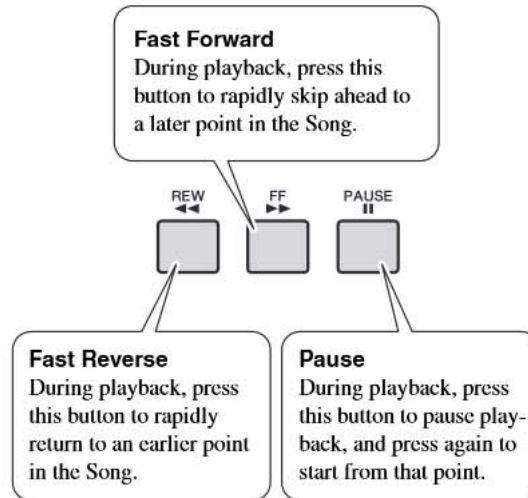 Fast Forward
During playback, press this
button to rapidly skip ahead to
a later point in the Song.
REW
◄◄
FF
►►
PAUSE
II
Fast Reverse
During playback, press
this button to rapidly
return to an earlier point
in the Song.
Pause
During playback, press
this button to pause play-
back, and press again to
start from that point.